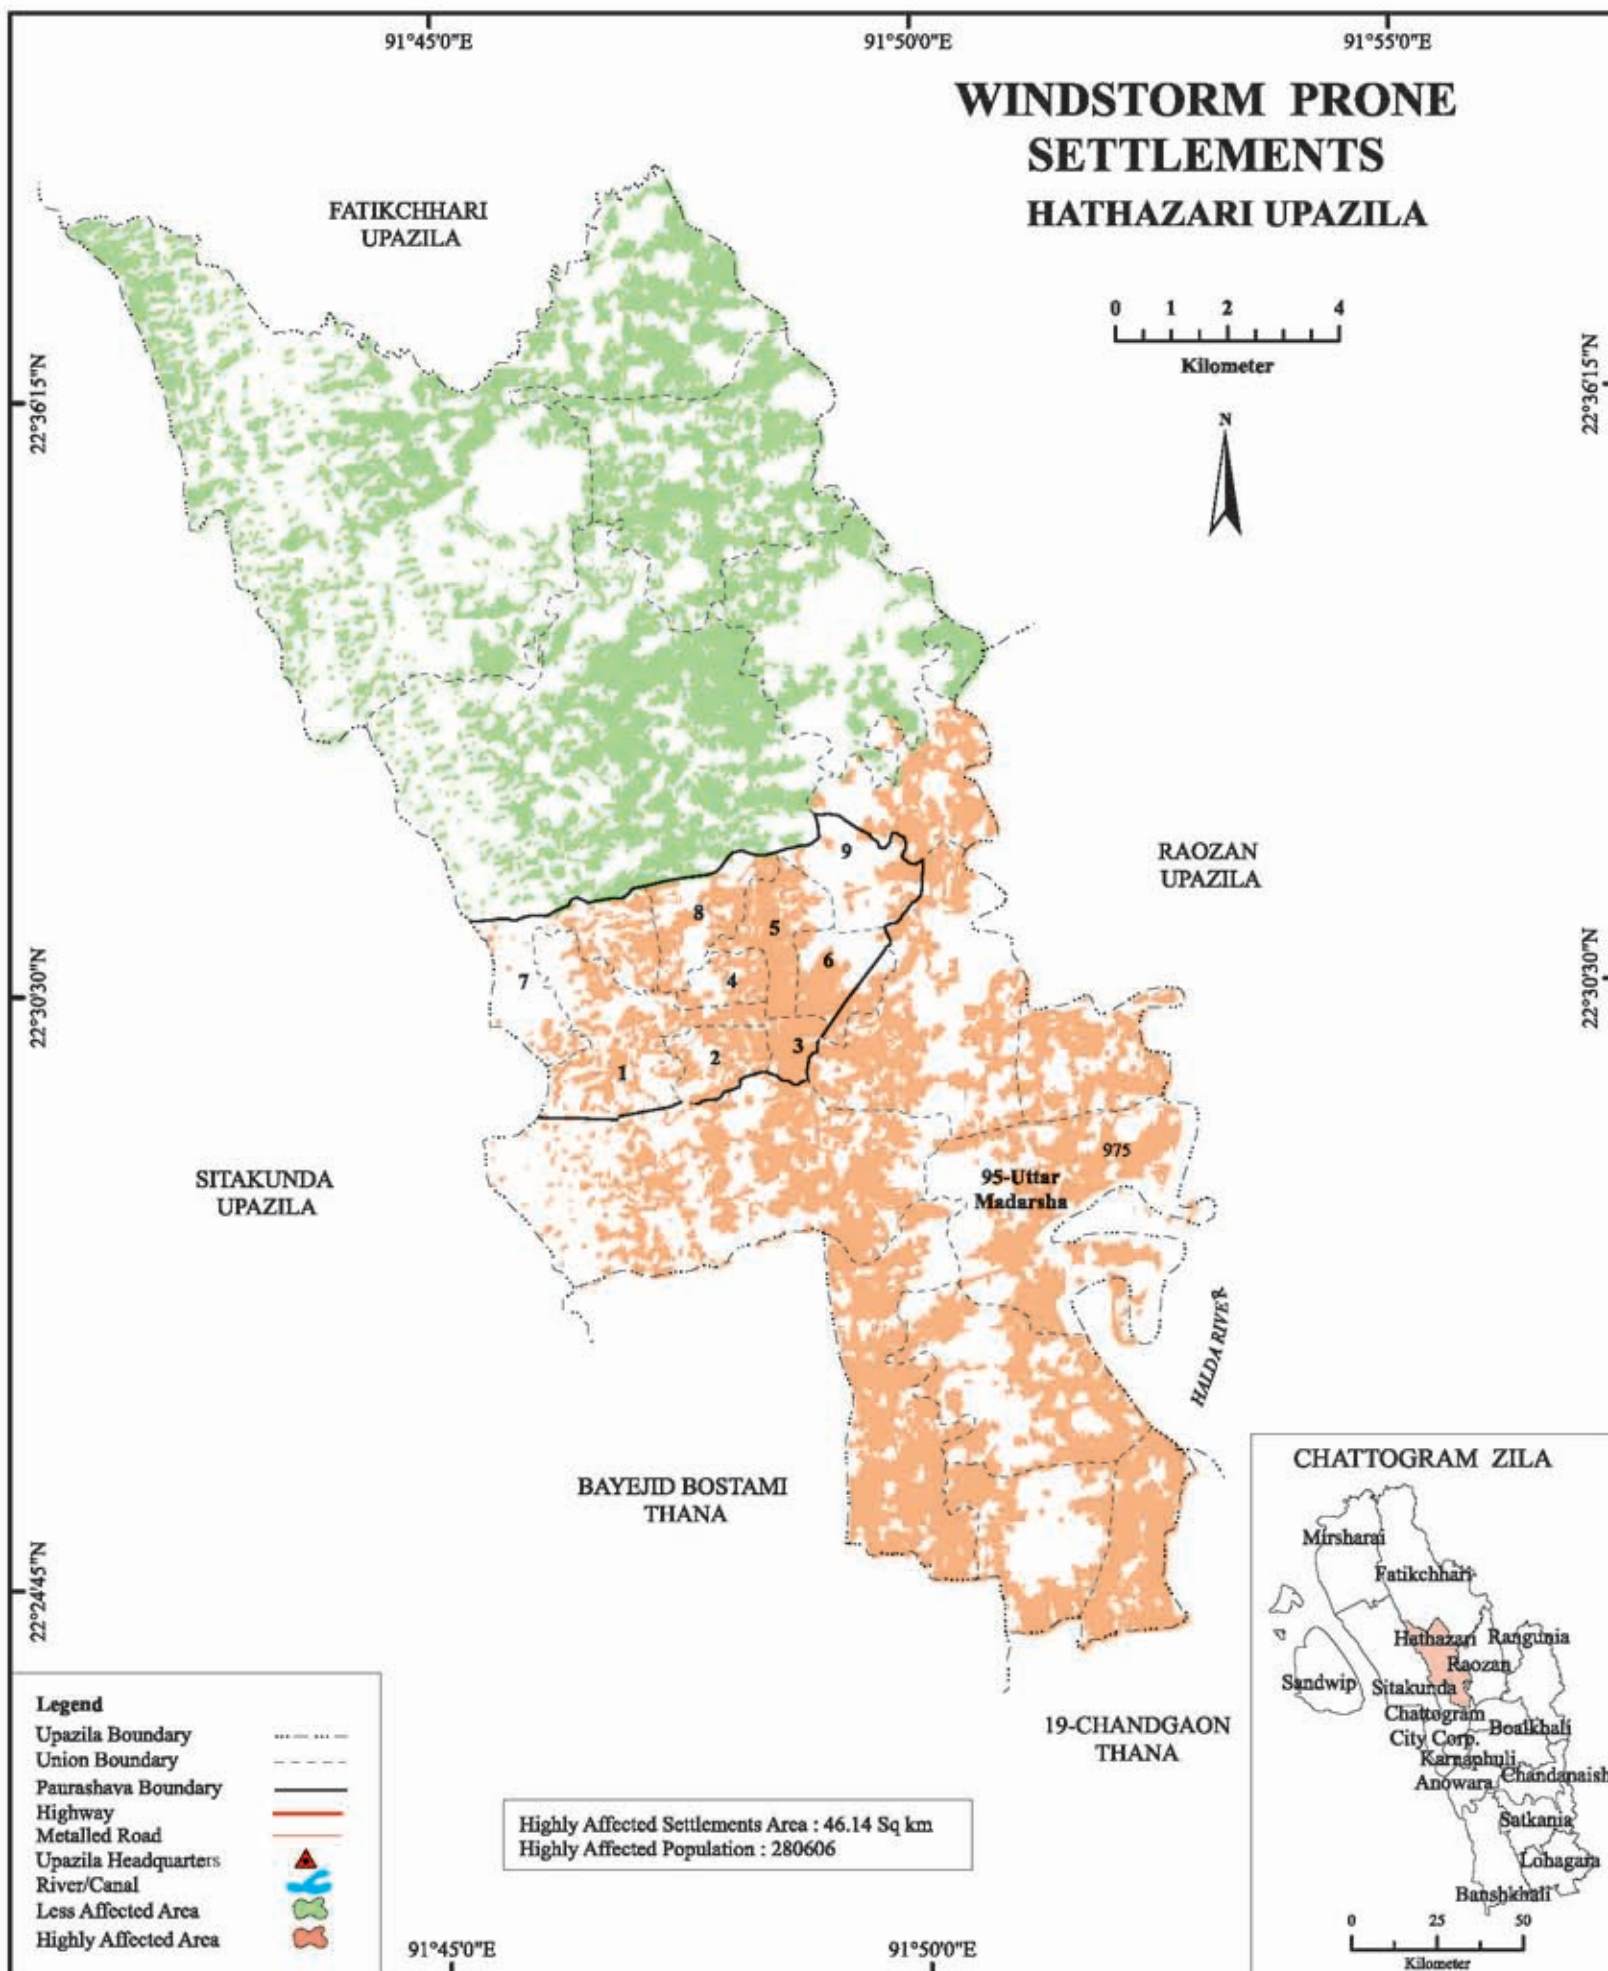 91°45'0"E
91°50'0"E
91°55'0"E
WINDSTORM PRONE
SETTLEMENTS
HATHAZARI UPAZILA
FATIKCHHARI
UPAZILA
0 1 2 4
Kilometer
22°36'15"N
22°36'15"N
N
RAOZAN
UPAZILA
9
8
5
6
7
4
3
2
1
22°30'30"N
22°30'30"N
975
95-Uttar
Madarsha
SITAKUNDA
UPAZILA
HALDA RIVER
BAYEJID BOSTAMI
THANA
22°24'45"N
19-CHANDGAON
THANA
CHATTOGRAM ZILA
Mirsharai
Fatikchhari
Hathazari
Rangunia
Raozan
Sandwip
Sitakunda
Chattogram
City Corp.
Boalkhali
Karnaphuli
Anowara
Chandanaish
Satkania
Lohagara
Banshkhali
0 25 50
Kilometer
Legend
Upazila Boundary
Union Boundary
Paurashava Boundary
Highway
Metalled Road
Upazila Headquarters
River/Canal
Less Affected Area
Highly Affected Area
Highly Affected Settlements Area : 46.14 Sq km
Highly Affected Population : 280606
91°45'0"E
91°50'0"E